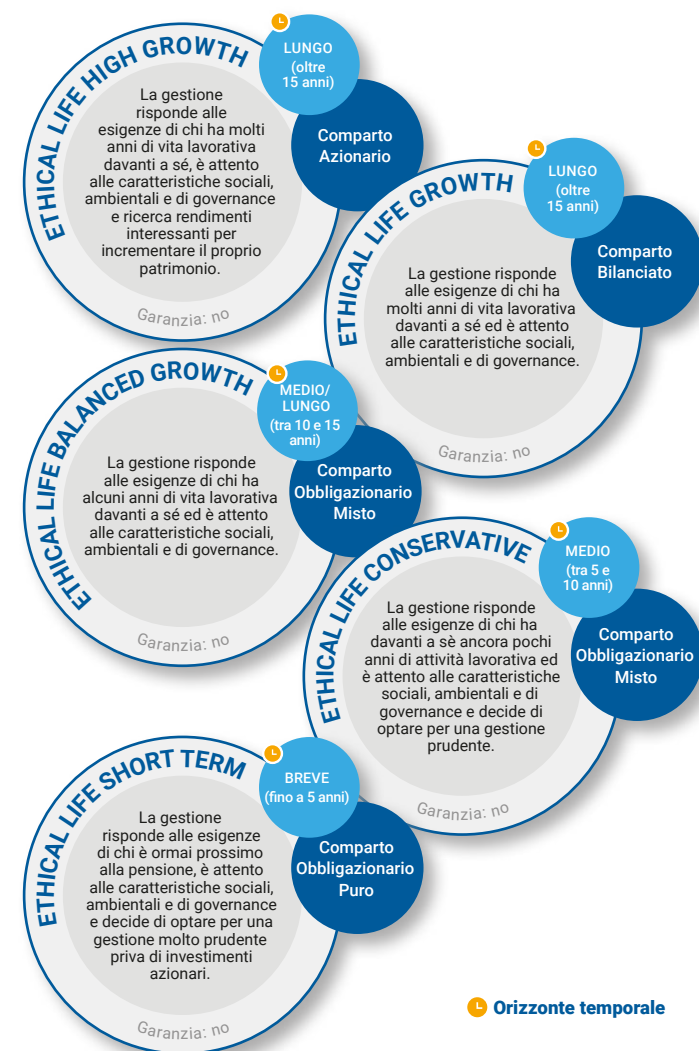 ETHICAL LIFE HIGH GROWTH
LUNGO
(oltre
15 anni)
Comparto
Azionario
La gestione
risponde alle
esigenze di chi ha molti
anni di vita lavorativa
davanti a sé, è attento
alle caratteristiche sociali,
ambientali e di governance
e ricerca rendimenti
interessanti per
incrementare il proprio
patrimonio.
Garanzia: no
ETHICAL LIFE GROWTH
LUNGO
(oltre
15 anni)
Comparto
Bilanciato
La gestione risponde
alle esigenze di chi ha
molti anni di vita lavorativa
davanti a sé ed è attento
alle caratteristiche sociali,
ambientali e di governance.
Garanzia: no
ETHICAL LIFE BALANCED GROWTH
MEDIO/
LUNGO
(tra 10 e 15
anni)
Comparto
Obbligazionario
Misto
La gestione risponde
alle esigenze di chi ha
alcuni anni di vita lavorativa
davanti a sé ed è attento
alle caratteristiche sociali,
ambientali e di governance.
Garanzia: no
ETHICAL LIFE CONSERVATIVE
MEDIO
(tra 5 e
10 anni)
Comparto
Obbligazionario
Misto
La gestione risponde
alle esigenze di chi ha
davanti a sè ancora pochi
anni di attività lavorativa ed
è attento alle caratteristiche
sociali, ambientali e di
governance e decide di
optare per una gestione
prudente.
Garanzia: no
ETHICAL LIFE SHORT TERM
BREVE
(fino a 5 anni)
Comparto
Obbligazionario
Puro
La gestione
risponde alle esigenze
di chi è ormai prossimo
alla pensione, è attento
alle caratteristiche sociali,
ambientali e di governance
e decide di optare per una
gestione molto prudente
priva di investimenti
azionari.
Garanzia: no
Orizzonte temporale